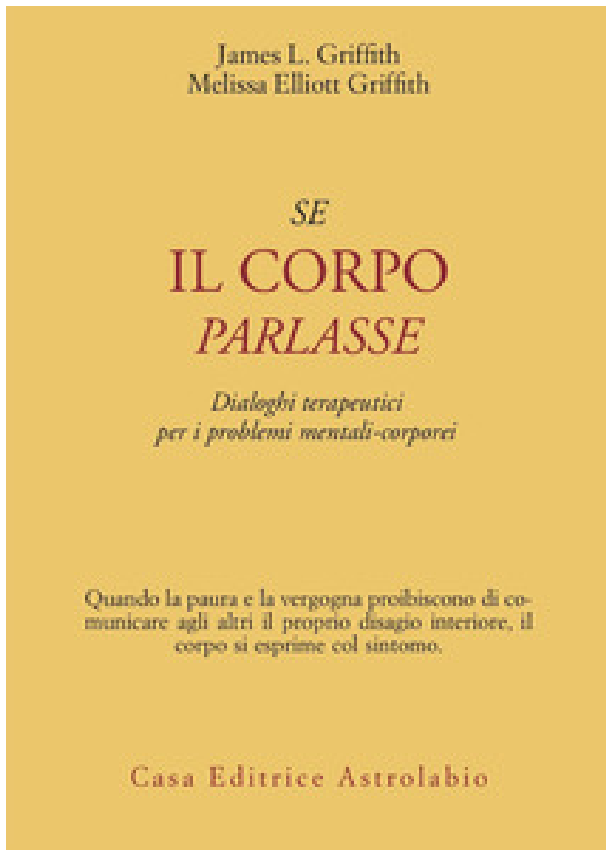 James L. Griffith
Melissa Elliott Griffith
SE
IL CORPO
PARLASSE
Dialoghi terapeutici
per i problemi mentali-corporei
Quando la paura e la vergogna proibiscono di co-
municare agli altri il proprio disagio interiore, il
corpo si esprime col sintomo.
Casa Editrice Astrolabio